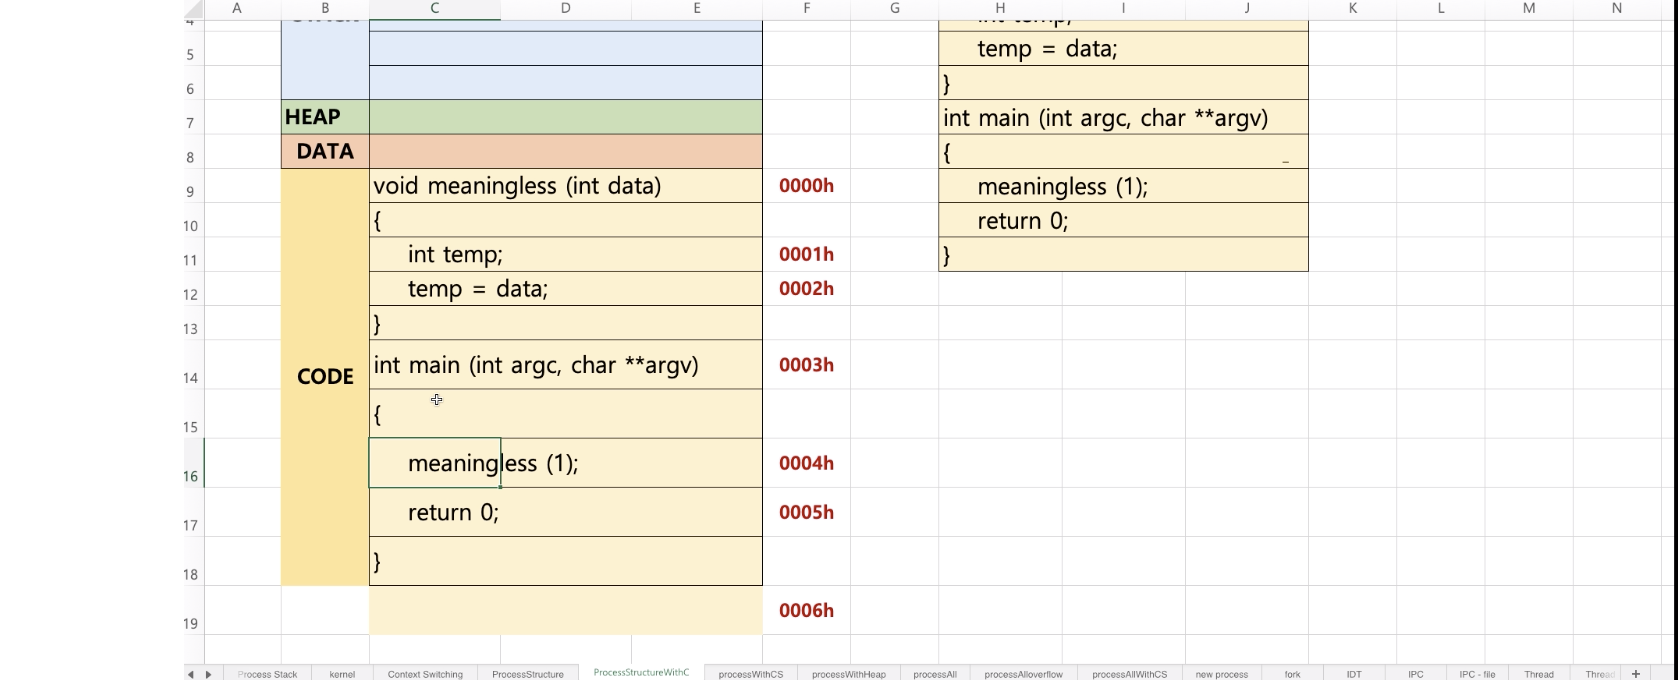 A B C D E F G H I J K L M N
4
5 temp = data;
6 }
7 HEAP int main (int argc, char **argv)
8 DATA { _
9 void meaningless (int data) 0000h meaningless (1);
10 { return 0;
11 int temp; 0001h }
12 temp = data; 0002h
13 }
14 CODE int main (int argc, char **argv) 0003h
15 {
16 meaningless (1); 0004h
17 return 0; 0005h
18 }
19 0006h
Process Stack kernel Context Switching ProcessStructure ProcessStructureWithC processWithCS processWithHeap processAll processAlloverflow processAllWithCS new process fork IDT IPC IPC - file Thread Thread +